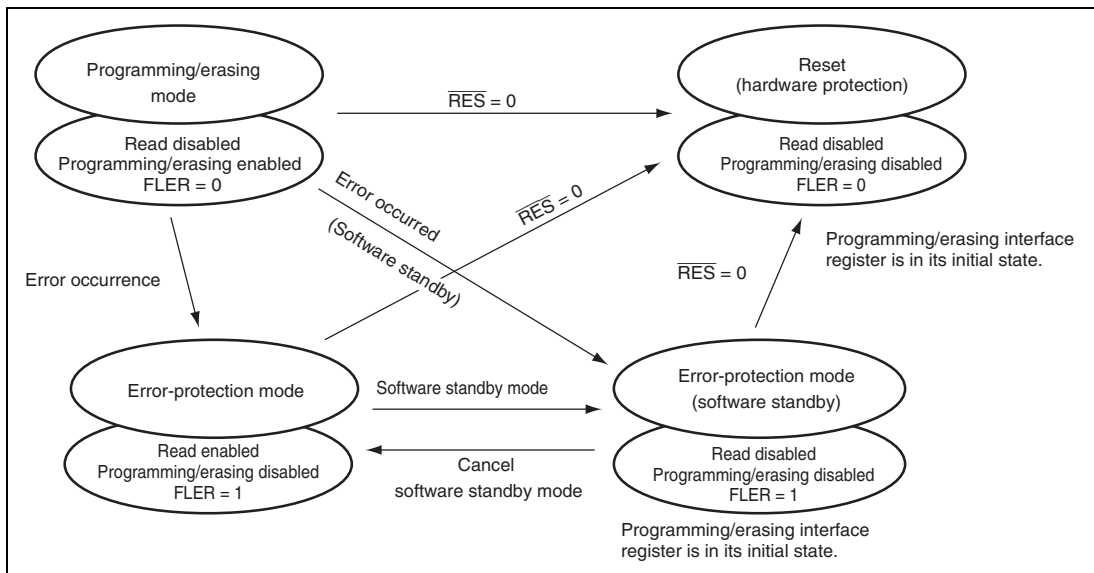 Programming/erasing
mode
Read disabled
Programming/erasing enabled
FLER = 0
R̅E̅S̅ = 0
Reset
(hardware protection)
Read disabled
Programming/erasing disabled
FLER = 0
Programming/erasing interface
register is in its initial state.
Error occurrence
Error occurred
(Software standby)
R̅E̅S̅ = 0
R̅E̅S̅ = 0
Error-protection mode
Read enabled
Programming/erasing disabled
FLER = 1
Software standby mode
Cancel
software standby mode
Error-protection mode
(software standby)
Read disabled
Programming/erasing disabled
FLER = 1
Programming/erasing interface
register is in its initial state.